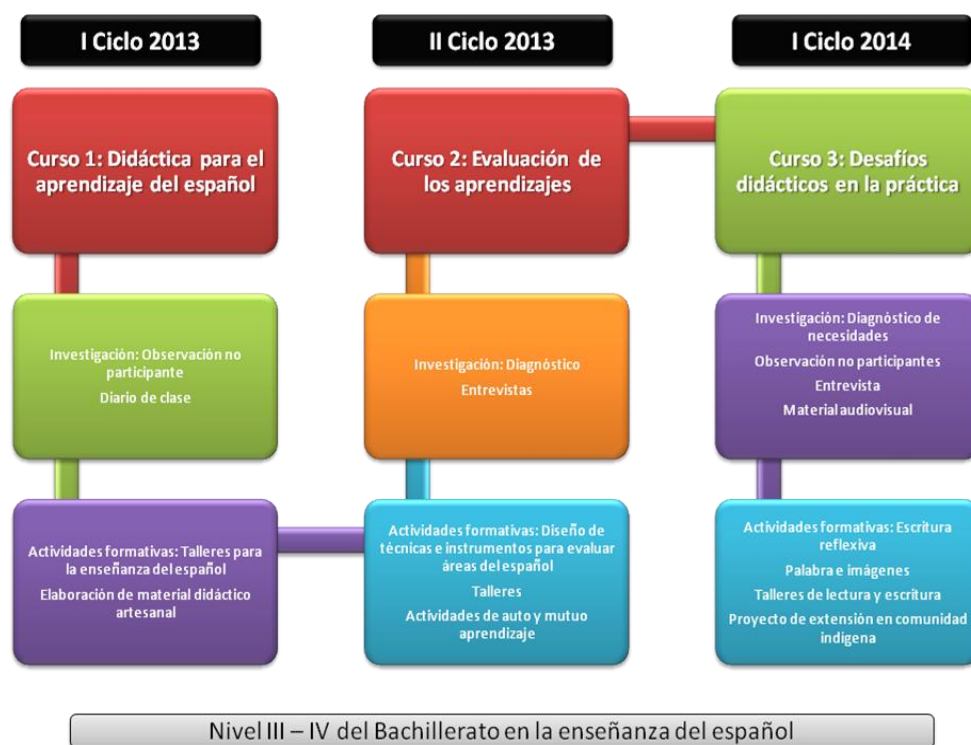 I Ciclo 2013
II Ciclo 2013
I Ciclo 2014
Curso 1: Didáctica para el
aprendizaje del español
Curso 2: Evaluación de
los aprendizajes
Curso 3: Desafíos
didácticos en la práctica
Investigación: Observación no
participante
Diario de clase
Investigación: Diagnóstico
Entrevistas
Investigación: Diagnóstico de
necesidades
Observación no participantes
Entrevista
Material audiovisual
Actividades formativas: Talleres para
la enseñanza del español
Elaboración de material didáctico
artesanal
Actividades formativas: Diseño de
técnicas e instrumentos para evaluar
áreas del español
Talleres
Actividades de auto y mutuo
aprendizaje
Actividades formativas: Escritura
reflexiva
Palabra e imágenes
Talleres de lectura y escritura
Proyecto de extensión en comunidad
indígena
Nivel III – IV del Bachillerato en la enseñanza del español